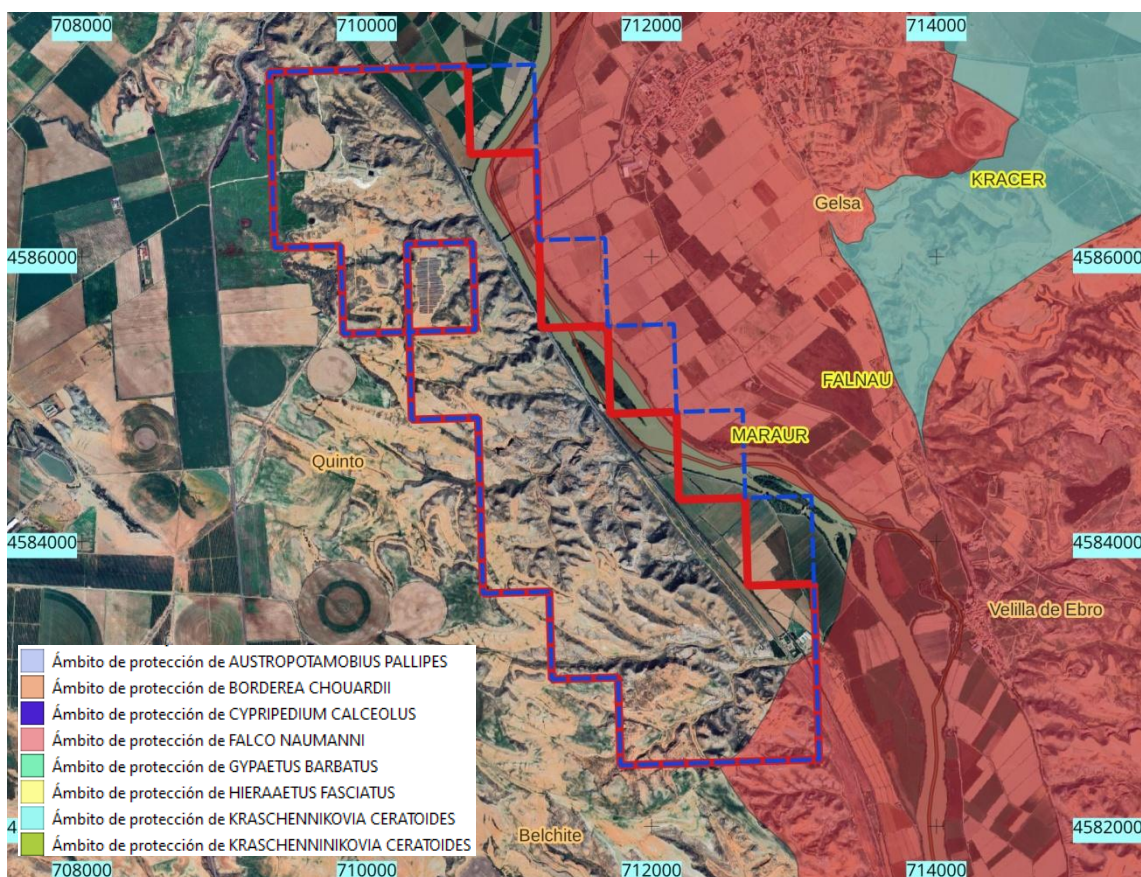 708000
710000
712000
714000
KRACER
Gelsa
4586000
4586000
FALNAU
MARAUR
Quinto
4584000
4584000
Velilla de Ebro
Ámbito de protección de AUSTROPOTAMOBIUS PALLIPES
Ámbito de protección de BORDEREA CHOUARDII
Ámbito de protección de CYPRIPEDIUM CALCEOLUS
Ámbito de protección de FALCO NAUMANNI
Ámbito de protección de GYPAETUS BARBATUS
Ámbito de protección de HIERAAETUS FASCIATUS
Ámbito de protección de KRASCHENNIKOVIA CERATOIDES
Ámbito de protección de KRASCHENNINIKOVIA CERATOIDES
4582000
Belchite
708000
710000
712000
714000